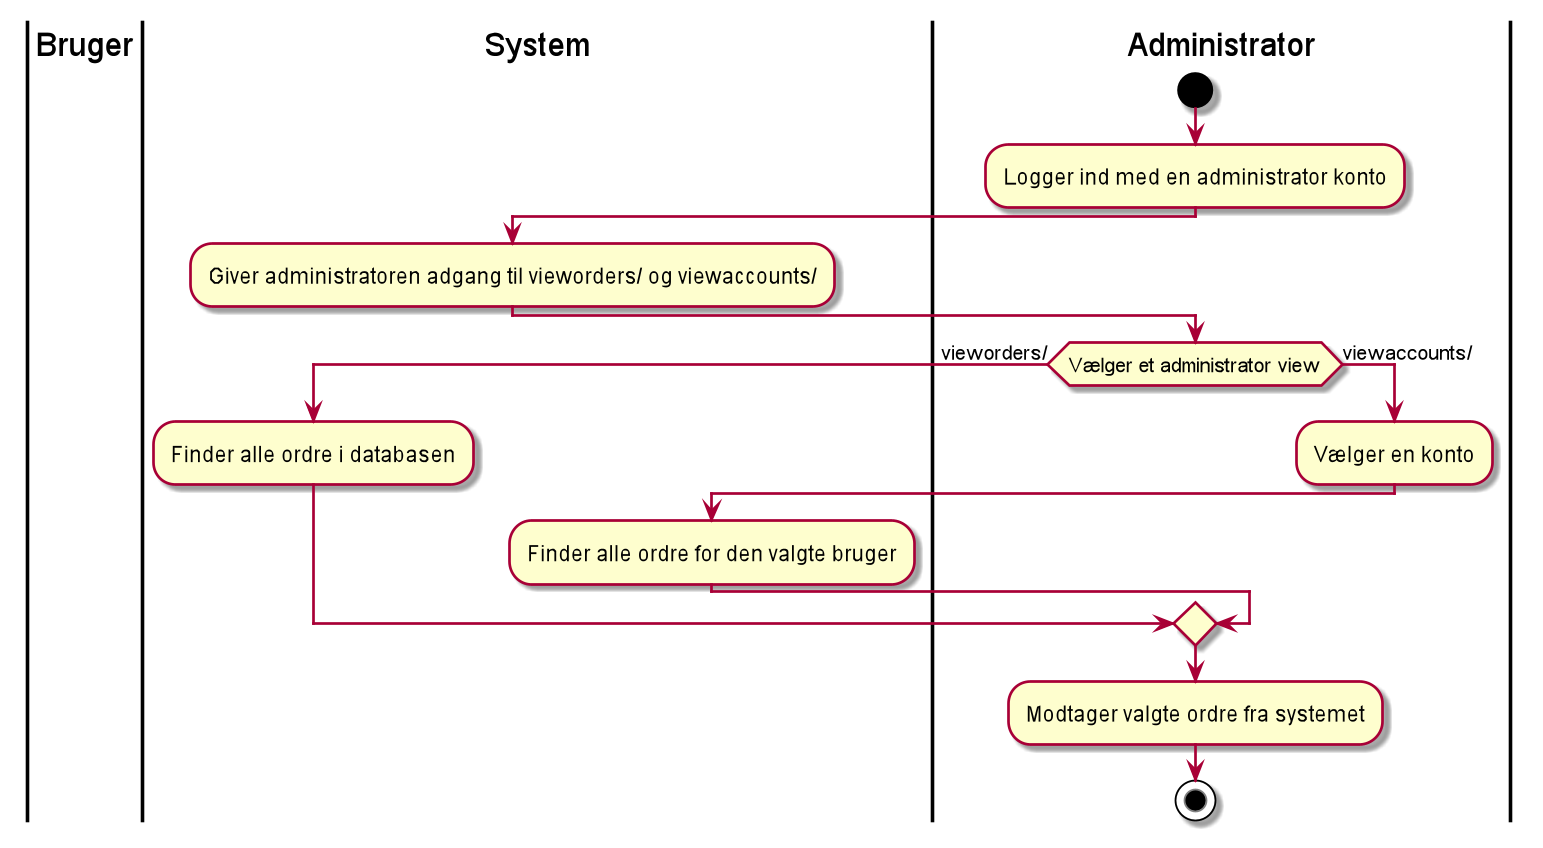 Bruger
System
Administrator
Logger ind med en administrator konto
Giver administratoren adgang til vieworders/ og viewaccounts/
vieworders/
Vælger et administrator view
viewaccounts/
Finder alle ordre i databasen
Vælger en konto
Finder alle ordre for den valgte bruger
Modtager valgte ordre fra systemet